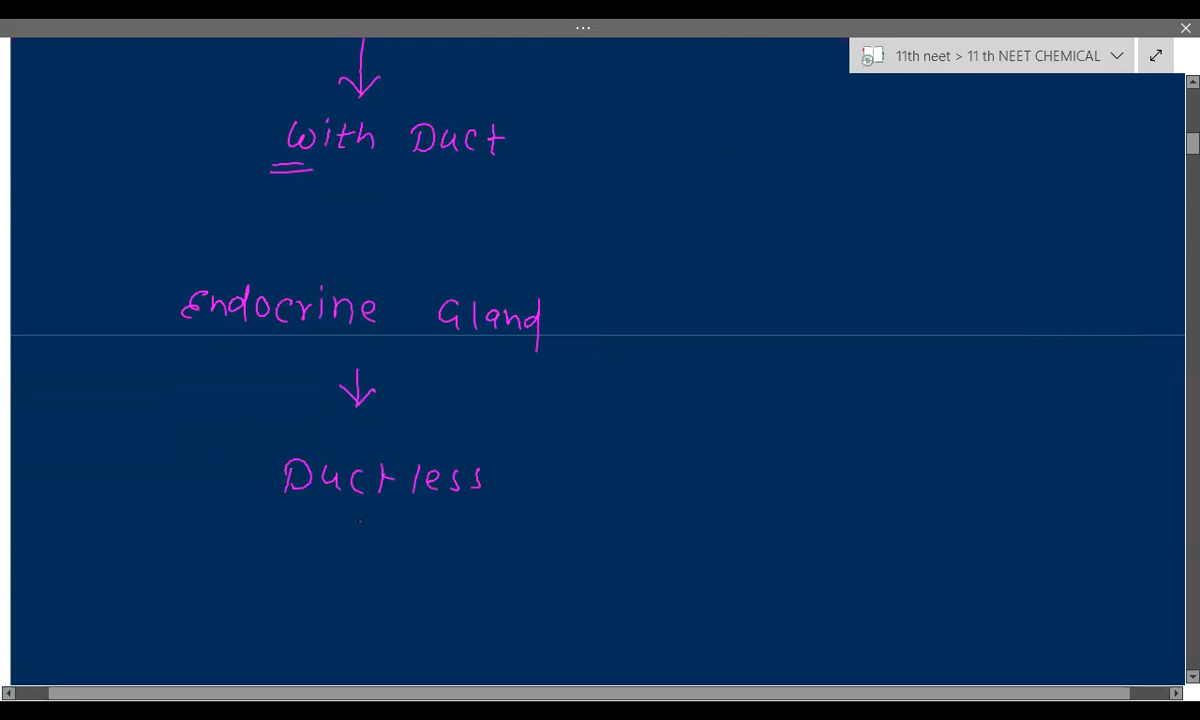 11th neet > 11 th NEET CHEMICAL
With Duct
Endocrine Gland
Ductless